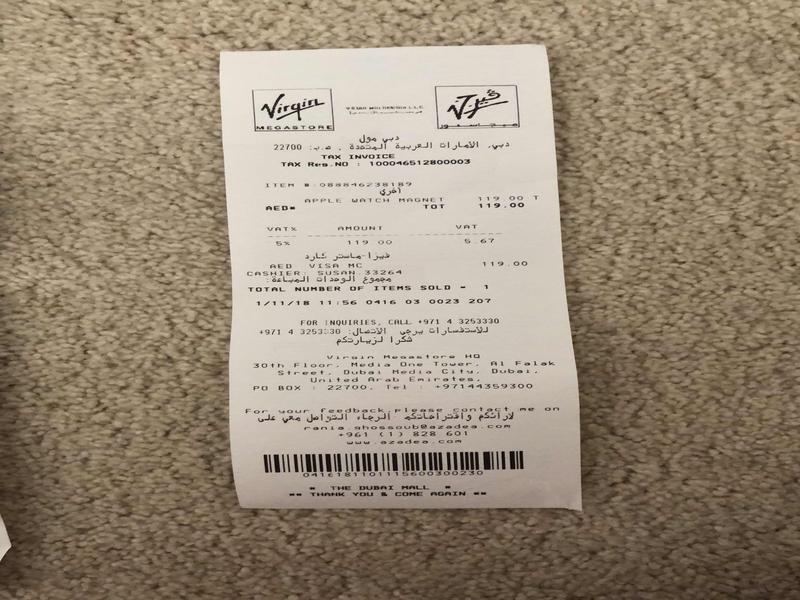 Virgin
MEGASTORE
فيرجن
ميجاستور
دبي مول
دبي، الأمارات العربية المتحدة , ص.ب: 22700
TAX INVOICE
TAX Reg.NO : 100046512800003
ITEM #:088846238189
أخري
APPLE WATCH MAGNET 119.00 T
AED* TOT 119.00
VAT% AMOUNT VAT
5% 119.00 5.67
فيزا-ماستر كارد
AED VISA MC 119.00
CASHIER: SUSAN 33264
مجموع الوحدات المباعة:
TOTAL NUMBER OF ITEMS SOLD = 1
1/11/18 11:56 0416 03 0023 207
FOR INQUIRIES, CALL +971 4 3253330
للاستفسارات يرجى الاتصال: 3253330 4 971+
شكرا لزيارتكم
Virgin Megastore HQ
30th Floor, Media One Tower, Al Falak
Street, Dubai Media City, Dubai,
United Arab Emirates,
PO BOX : 22700, Tel : +97144359300
For your feedback please contact me on
لارائكم واقتراحاتكم الرجاء التواصل معي على
rania.ghossoub@azadea.com
+961 (1) 828 601
www.azadea.com
0416181101115600300230
* THE DUBAI MALL *
** THANK YOU & COME AGAIN **